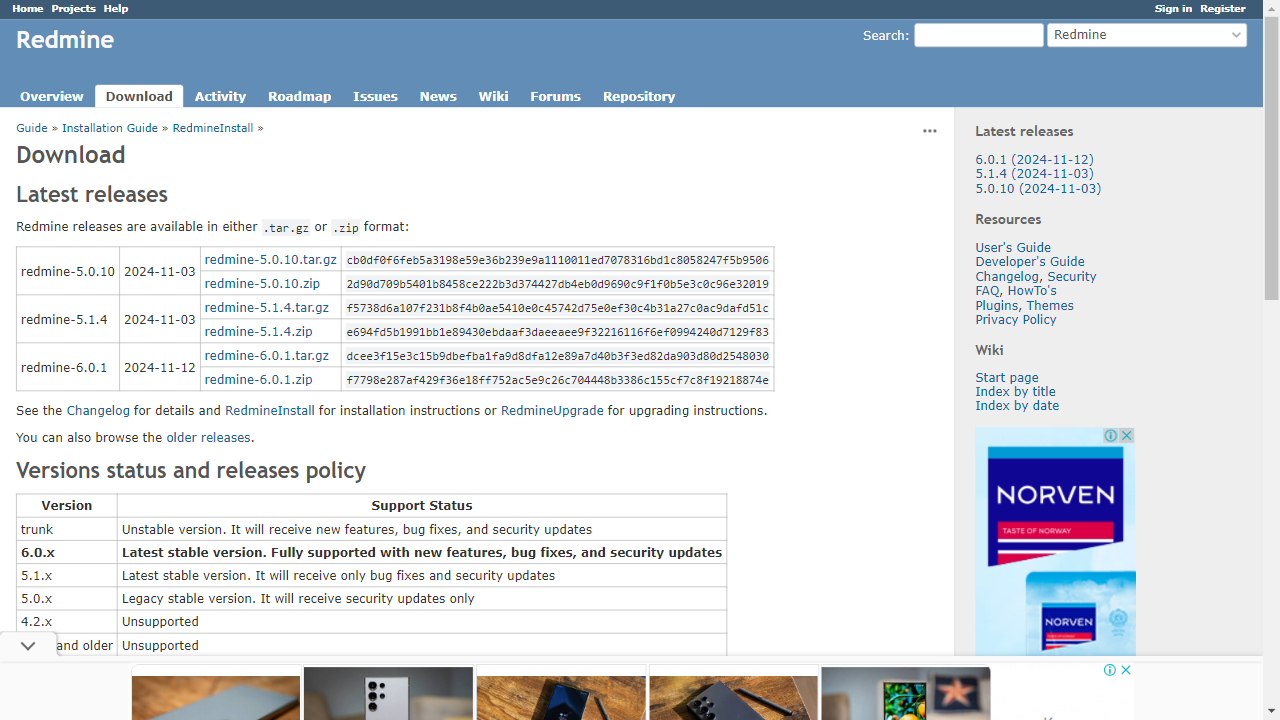 Home Projects Help Sign in Register
Redmine
Search: Redmine
Overview Download Activity Roadmap Issues News Wiki Forums Repository
Guide » Installation Guide » RedmineInstall »
Download
Latest releases
Redmine releases are available in either .tar.gz or .zip format:
redmine-5.0.10 2024-11-03 redmine-5.0.10.tar.gz cb0df0f6feb5a3198e59e36b239e9a1110011ed7078316bd1c8058247f5b9506
redmine-5.0.10.zip 2d90d709b5401b8458ce222b3d374427db4eb0d9690c9f1f0b5e3c0c96e32019
redmine-5.1.4 2024-11-03 redmine-5.1.4.tar.gz f5738d6a107f231b8f4b0ae5410e0c45742d75e0ef30c4b31a27c0ac9dafd51c
redmine-5.1.4.zip e694fd5b1991bb1e89430ebdaaf3daeeaee9f32216116f6ef0994240d7129f83
redmine-6.0.1 2024-11-12 redmine-6.0.1.tar.gz dcee3f15e3c15b9dbefba1fa9d8dfa12e89a7d40b3f3ed82da903d80d2548030
redmine-6.0.1.zip f7798e287af429f36e18ff752ac5e9c26c704448b3386c155cf7c8f19218874e
See the Changelog for details and RedmineInstall for installation instructions or RedmineUpgrade for upgrading instructions.
You can also browse the older releases.
Versions status and releases policy
Version Support Status
trunk Unstable version. It will receive new features, bug fixes, and security updates
6.0.x Latest stable version. Fully supported with new features, bug fixes, and security updates
5.1.x Latest stable version. It will receive only bug fixes and security updates
5.0.x Legacy stable version. It will receive security updates only
4.2.x Unsupported
and older Unsupported
Latest releases
6.0.1 (2024-11-12)
5.1.4 (2024-11-03)
5.0.10 (2024-11-03)
Resources
User's Guide
Developer's Guide
Changelog, Security
FAQ, HowTo's
Plugins, Themes
Privacy Policy
Wiki
Start page
Index by title
Index by date
NORVEN
TASTE OF NORWAY
NORVEN